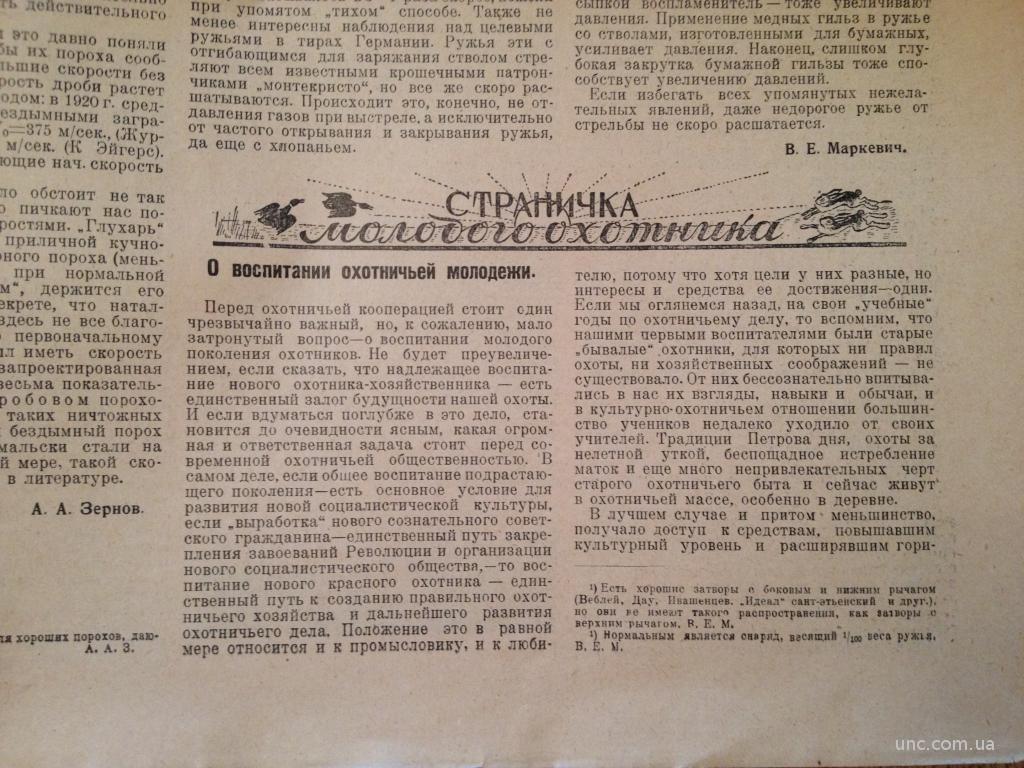 действительного
это давно поняли
бы их пороха сооб-
скорости без
рость дроби растет
одом: в 1920 г. сред-
ездымными загра-
=375 м/сек., (Жур-
м/сек. (К Эйгерс).
ющие нач. скорость
ло обстоит не так
пичкают нас по-
ростями. „Глухарь“
приличной кучно-
ного пороха (мень-
при нормальной
м“, держится его
екрете, что натал-
здесь не все благо-
первоначальному
ил иметь скорость
запроектированная
весьма показатель-
робовом порохо-
таких ничтожных
бездымный порох
мальски стали на
й мере, такой ско-
в литературе.
А. А. Зернов.
ля хороших порохов, даю-
А. А. З.
при упомятом „тихом“ способе. Также не
менее интересны наблюдения над целевыми
ружьями в тирах Германии. Ружья эти с
отгибающимся для заряжания стволом стре-
ляют всем известными крошечными патрон-
чиками „монтекристо“, но все же скоро рас-
шатываются. Происходит это, конечно, не от-
давления газов при выстреле, а исключительно
от частого открывания и закрывания ружья,
да еще с хлопаньем.
сыпкой воспламенитель—тоже увеличивают
давления. Применение медных гильз в ружье
со стволами, изготовленными для бумажных,
усиливает давления. Наконец, слишком глу-
бокая закрутка бумажной гильзы тоже спо-
собствует увеличению давлений.
Если избегать всех упомянутых нежела-
тельных явлений, даже недорогое ружье от
стрельбы не скоро расшатается.
В. Е. Маркевич.
СТРАНИЧКА
молодого охотника
О воспитании охотничьей молодежи.
Перед охотничьей кооперацией стоит один
чрезвычайно важный, но, к сожалению, мало
затронутый вопрос—о воспитании молодого
поколения охотников. Не будет преувеличе-
нием, если сказать, что надлежащее воспита-
ние нового охотника-хозяйственника — есть
единственный залог будущности нашей охоты.
И если вдуматься поглубже в это дело, ста-
новится до очевидности ясным, какая огром-
ная и ответственная задача стоит перед со-
временной охотничьей общественностью. В
самом деле, если общее воспитание подрастаю-
щего поколения—есть основное условие для
развития новой социалистической культуры,
если „выработка“ нового сознательного совет-
ского гражданина—единственный путь закре-
пления завоеваний Революции и организации
нового социалистического общества,—то вос-
питание нового красного охотника — един-
ственный путь к созданию правильного охот-
ничьего хозяйства и дальнейшего развития
охотничьего дела. Положение это в равной
мере относится и к промысловику, и к люби-
телю, потому что хотя цели у них разные, но
интересы и средства ее достижения—одни.
Если мы оглянемся назад, на свои „учебные“
годы по охотничьему делу, то вспомним, что
нашими первыми воспитателями были старые
„бывалые“ охотники, для которых ни правил
охоты, ни хозяйственных соображений — не
существовало. От них бессознательно впитыва-
лись в нас их взгляды, навыки и обычаи, и
в культурно-охотничьем отношении большин-
ство учеников недалеко уходило от своих
учителей. Традиции Петрова дня, охоты за
нелетной уткой, беспощадное истребление
маток и еще много непривлекательных черт
старого охотничьего быта и сейчас живут
в охотничьей массе, особенно в деревне.
В лучшем случае и притом меньшинство,
получало доступ к средствам, повышавшим
культурный уровень и расширявшим гори-
¹) Есть хорошие затворы с боковым и нижним рычагом
(Веблей, Дау, Ивашенцев. „Идеал“ сант-этьенский и друг.),
но они не имеют такого распространения, как затворы с
верхним рычагом. В. Е. М.
¹) Нормальным является снаряд, весящий 1/100 веса ружья.
В. Е. М.
unc.com.ua